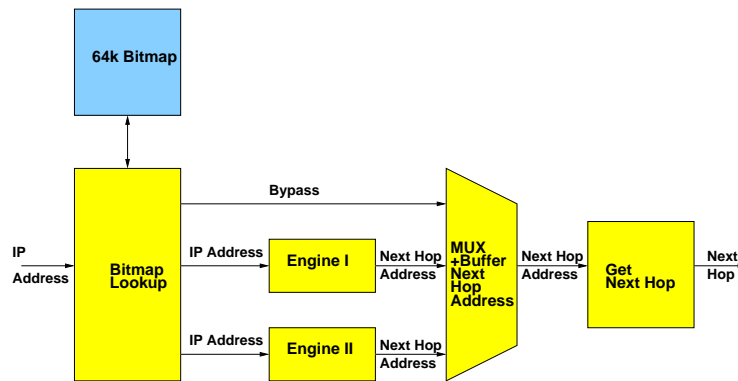 64k Bitmap
Bypass
IP
Address
Bitmap
Lookup
IP Address
Engine I
Next Hop
Address
IP Address
Engine II
Next Hop
Address
MUX
+Buffer
Next
Hop
Address
Next Hop
Address
Get
Next Hop
Next
Hop